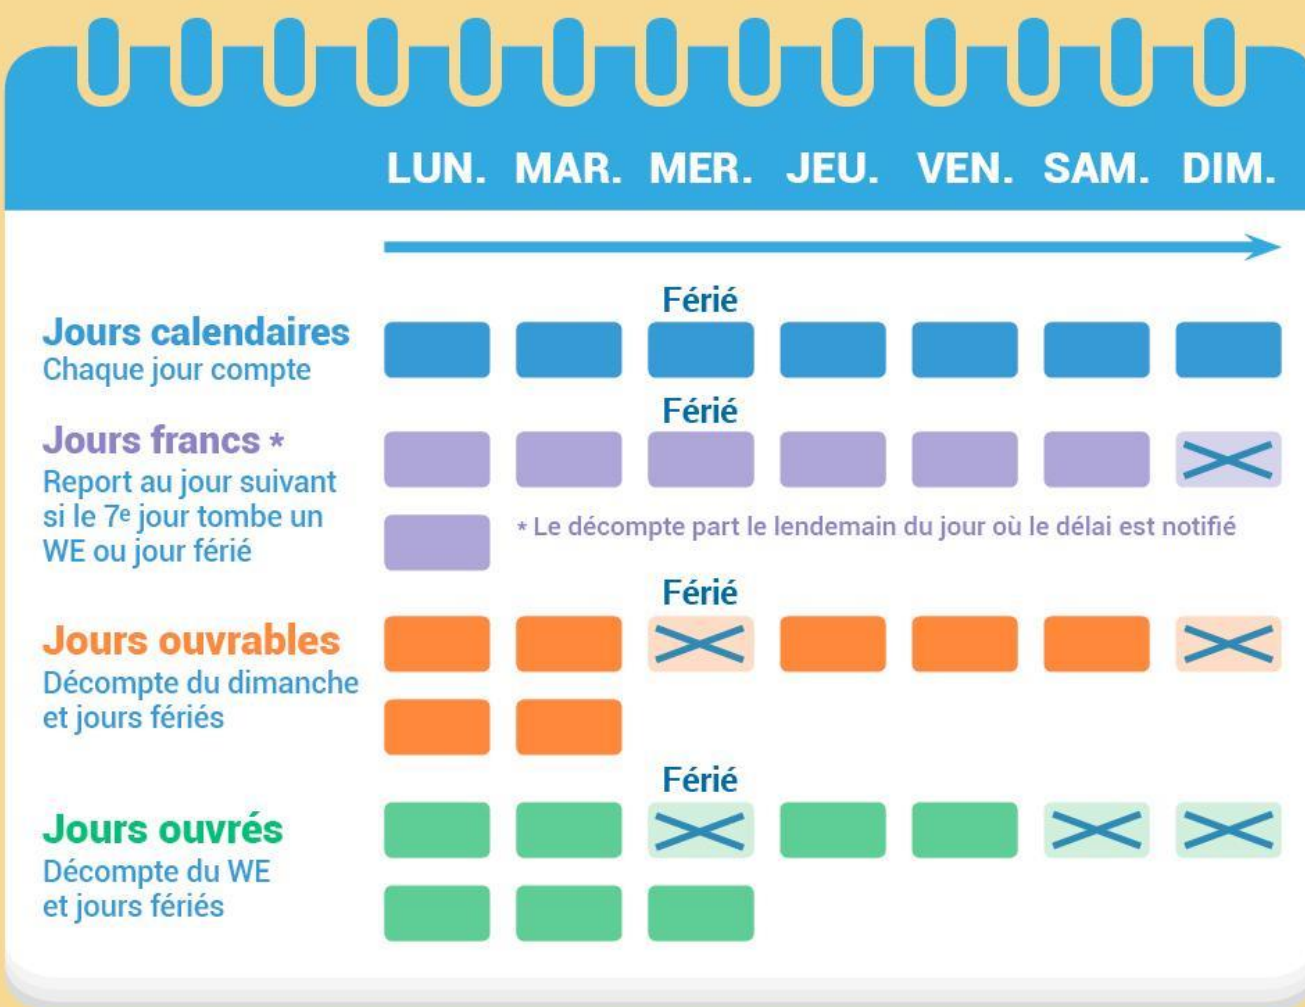 LUN. MAR. MER. JEU. VEN. SAM. DIM.
Férié
Jours calendaires
Chaque jour compte
Férié
Jours francs *
Report au jour suivant
si le 7e jour tombe un
WE ou jour férié
* Le décompte part le lendemain du jour où le délai est notifié
Férié
Jours ouvrables
Décompte du dimanche
et jours fériés
Férié
Jours ouvrés
Décompte du WE
et jours fériés